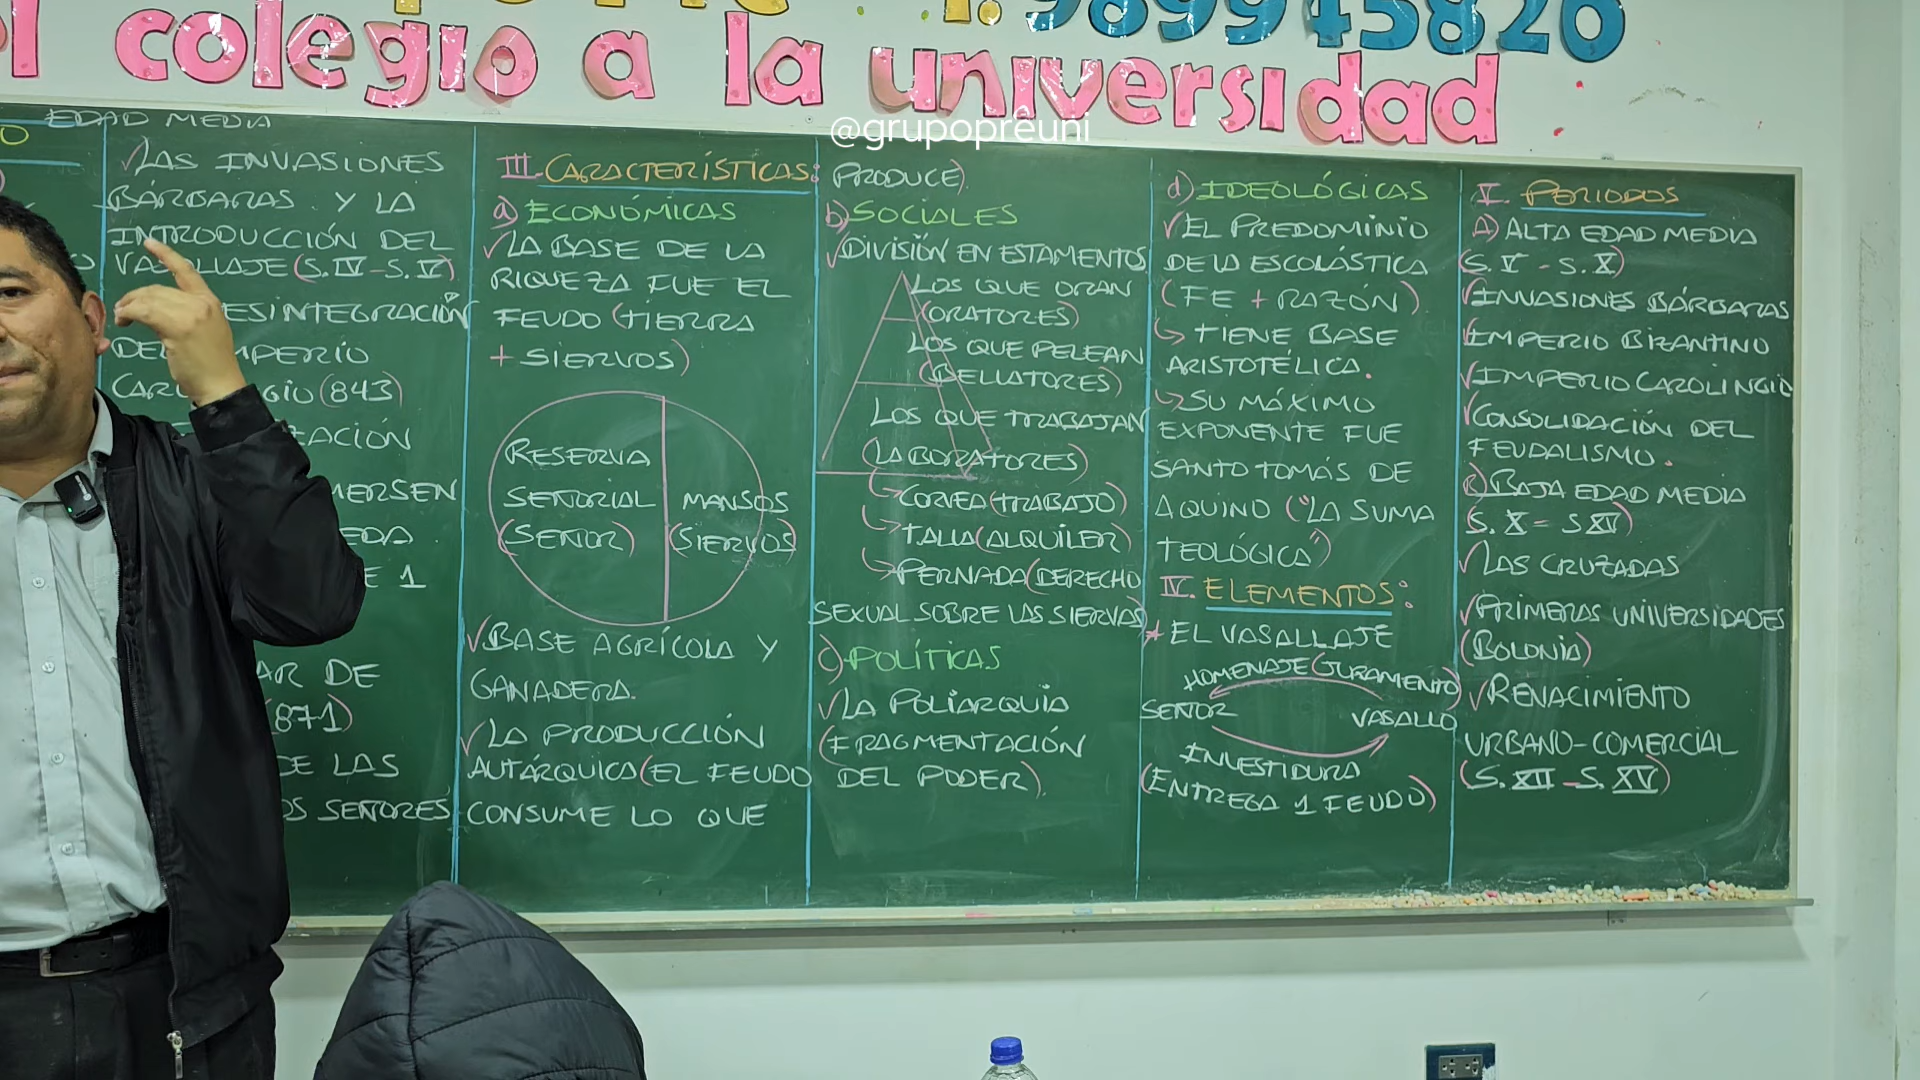 989945820
el colegio a la universidad
@grupopreuni
EDAD MEDIA
✓LAS INVASIONES
BÁRBARAS Y LA
INTRODUCCIÓN DEL
VASALLAJE (S. IV - S. V)
DESINTEGRACIÓN
DEL IMPERIO
CAROLINGIO (843)
MERSEN
1
AR DE
(871)
DE LAS
OS SEÑORES
III. CARACTERÍSTICAS:
a) ECONÓMICAS
✓LA BASE DE LA
RIQUEZA FUE EL
FEUDO (TIERRA
+ SIERVOS)
RESERVA
SEÑORIAL
(SEÑOR)
MANSOS
(SIERVOS)
✓BASE AGRÍCOLA Y
GANADERA.
✓LA PRODUCCIÓN
AUTÁRQUICA (EL FEUDO
CONSUME LO QUE
PRODUCE).
b) SOCIALES
✓DIVISIÓN EN ESTAMENTOS
LOS QUE ORAN
(ORATORES)
LOS QUE PELEAN
(BELLATORES)
LOS QUE TRABAJAN
(LABORATORES)
↳CORVEA (TRABAJO)
↳TALLA (ALQUILER)
↳PERNADA (DERECHO
SEXUAL SOBRE LAS SIERVAS)
c) POLÍTICAS
✓LA POLIARQUIA
(FRAGMENTACIÓN
DEL PODER).
d) IDEOLÓGICAS
✓EL PREDOMINIO
DE LA ESCOLÁSTICA
(FE + RAZÓN).
↳ TIENE BASE
ARISTOTÉLICA.
↳SU MÁXIMO
EXPONENTE FUE
SANTO TOMÁS DE
AQUINO ("LA SUMA
TEOLÓGICA")
IV. ELEMENTOS:
* EL VASALLAJE
HOMENAJE (JURAMENTO)
SEÑOR
VASALLO
INVESTIDURA
(ENTREGA 1 FEUDO)
V. PERIODOS
A) ALTA EDAD MEDIA
(S. V - S. X)
✓INVASIONES BÁRBARAS
✓IMPERIO BIZANTINO
✓IMPERIO CAROLINGIO
✓CONSOLIDACIÓN DEL
FEUDALISMO.
B) BAJA EDAD MEDIA
(S. X - S XV)
✓LAS CRUZADAS
✓PRIMERAS UNIVERSIDADES
(BOLONIA)
✓RENACIMIENTO
URBANO-COMERCIAL
(S. XII - S. XV)